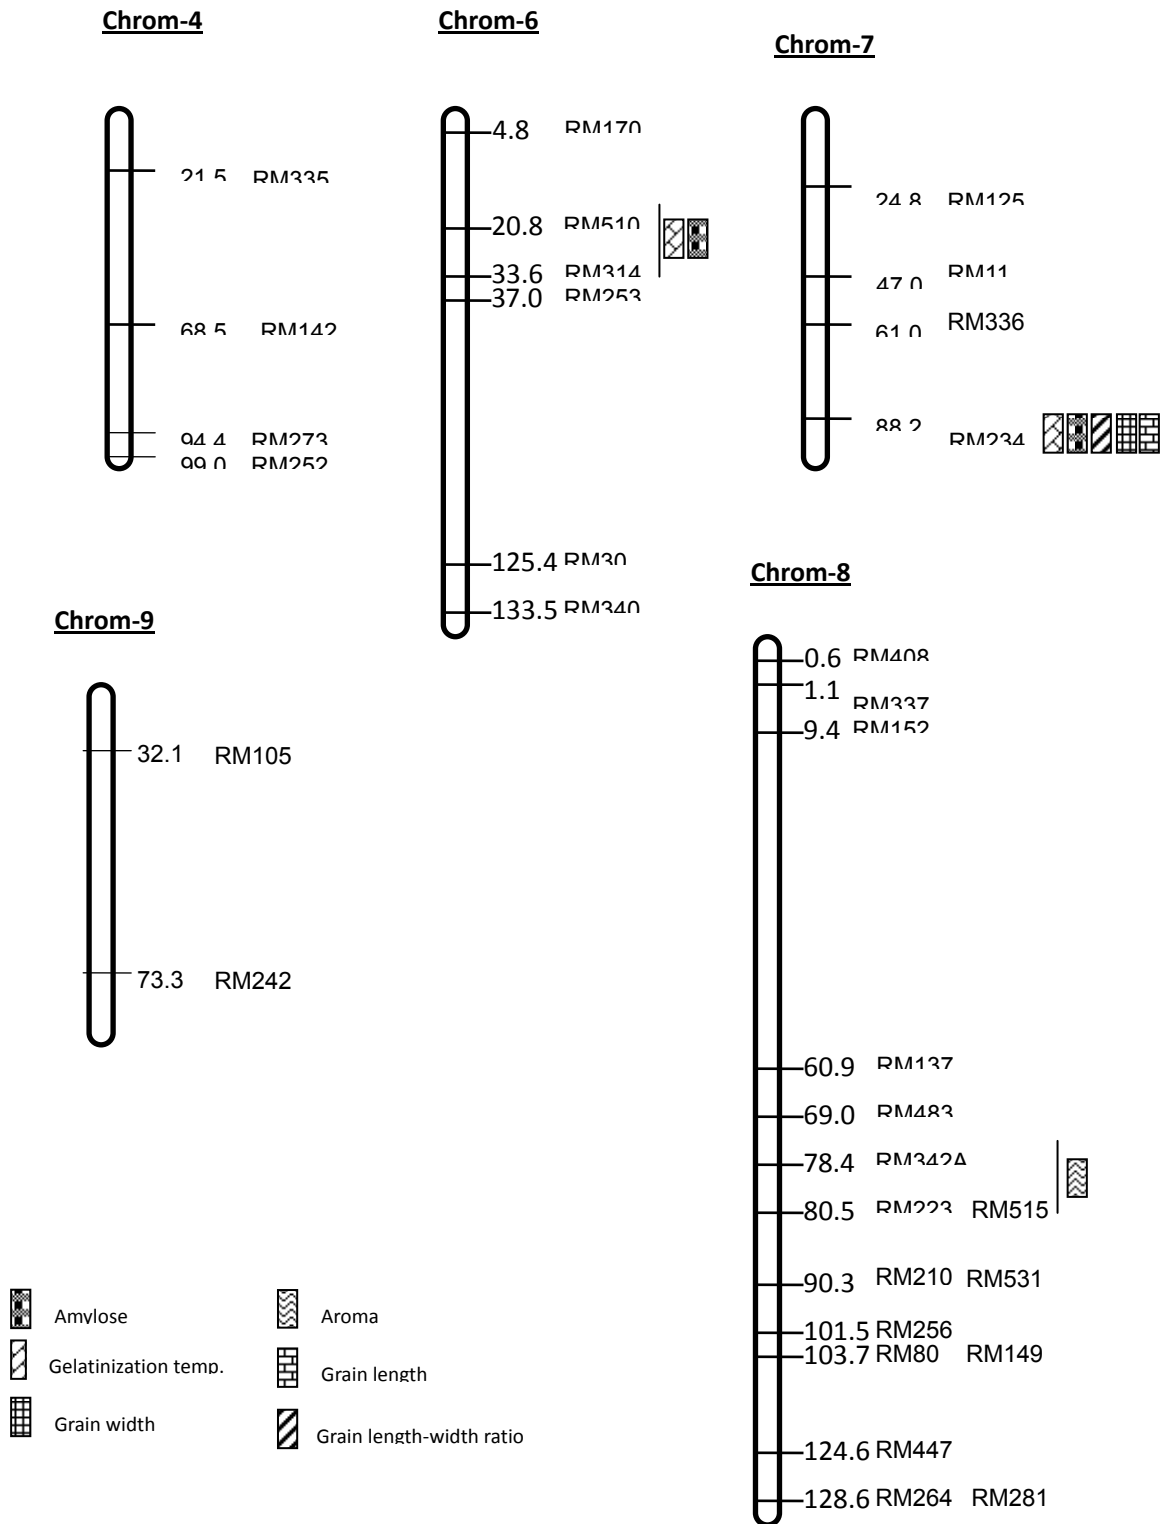 Chrom-4
21.5 RM335
68.5 RM142
94.4 RM273
99.0 RM252
Chrom-6
4.8 RM170
20.8 RM510
33.6 RM314
37.0 RM253
125.4 RM30
133.5 RM340
Chrom-7
24.8 RM125
47.0 RM11
61.0 RM336
88.2 RM234
Chrom-9
32.1 RM105
73.3 RM242
Chrom-8
0.6 RM408
1.1 RM337
9.4 RM152
60.9 RM137
69.0 RM483
78.4 RM342A
80.5 RM223 RM515
90.3 RM210 RM531
101.5 RM256
103.7 RM80 RM149
124.6 RM447
128.6 RM264 RM281
Amylose
Aroma
Gelatinization temp.
Grain length
Grain width
Grain length-width ratio